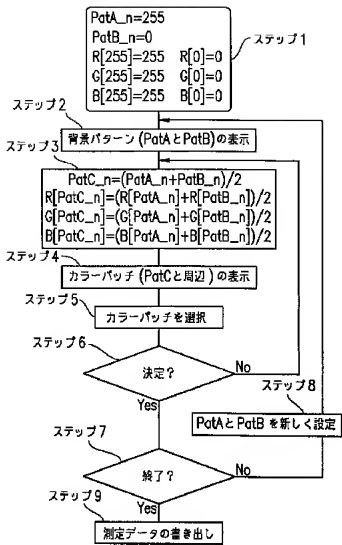 PatA_n=255
PatB_n=0
R[255]=255 R[0]=0
G[255]=255 G[0]=0
B[255]=255 B[0]=0
ステップ1
ステップ2
背景パターン(PatAとPatB)の表示
ステップ3
PatC_n=(PatA_n+PatB_n)/2
R[PatC_n]=(R[PatA_n]+R[PatB_n])/2
G[PatC_n]=(G[PatA_n]+G[PatB_n])/2
B[PatC_n]=(B[PatA_n]+B[PatB_n])/2
ステップ4
カラーパッチ(PatCと周辺)の表示
ステップ5
カラーパッチを選択
ステップ6
決定?
No
Yes
ステップ8
PatAとPatBを新しく設定
ステップ7
終了?
No
Yes
ステップ9
測定データの書き出し